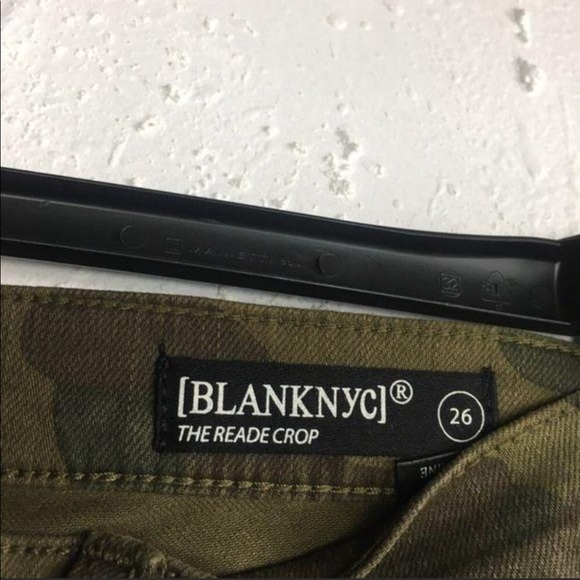 [BLANKNYC]®
THE READE CROP
26